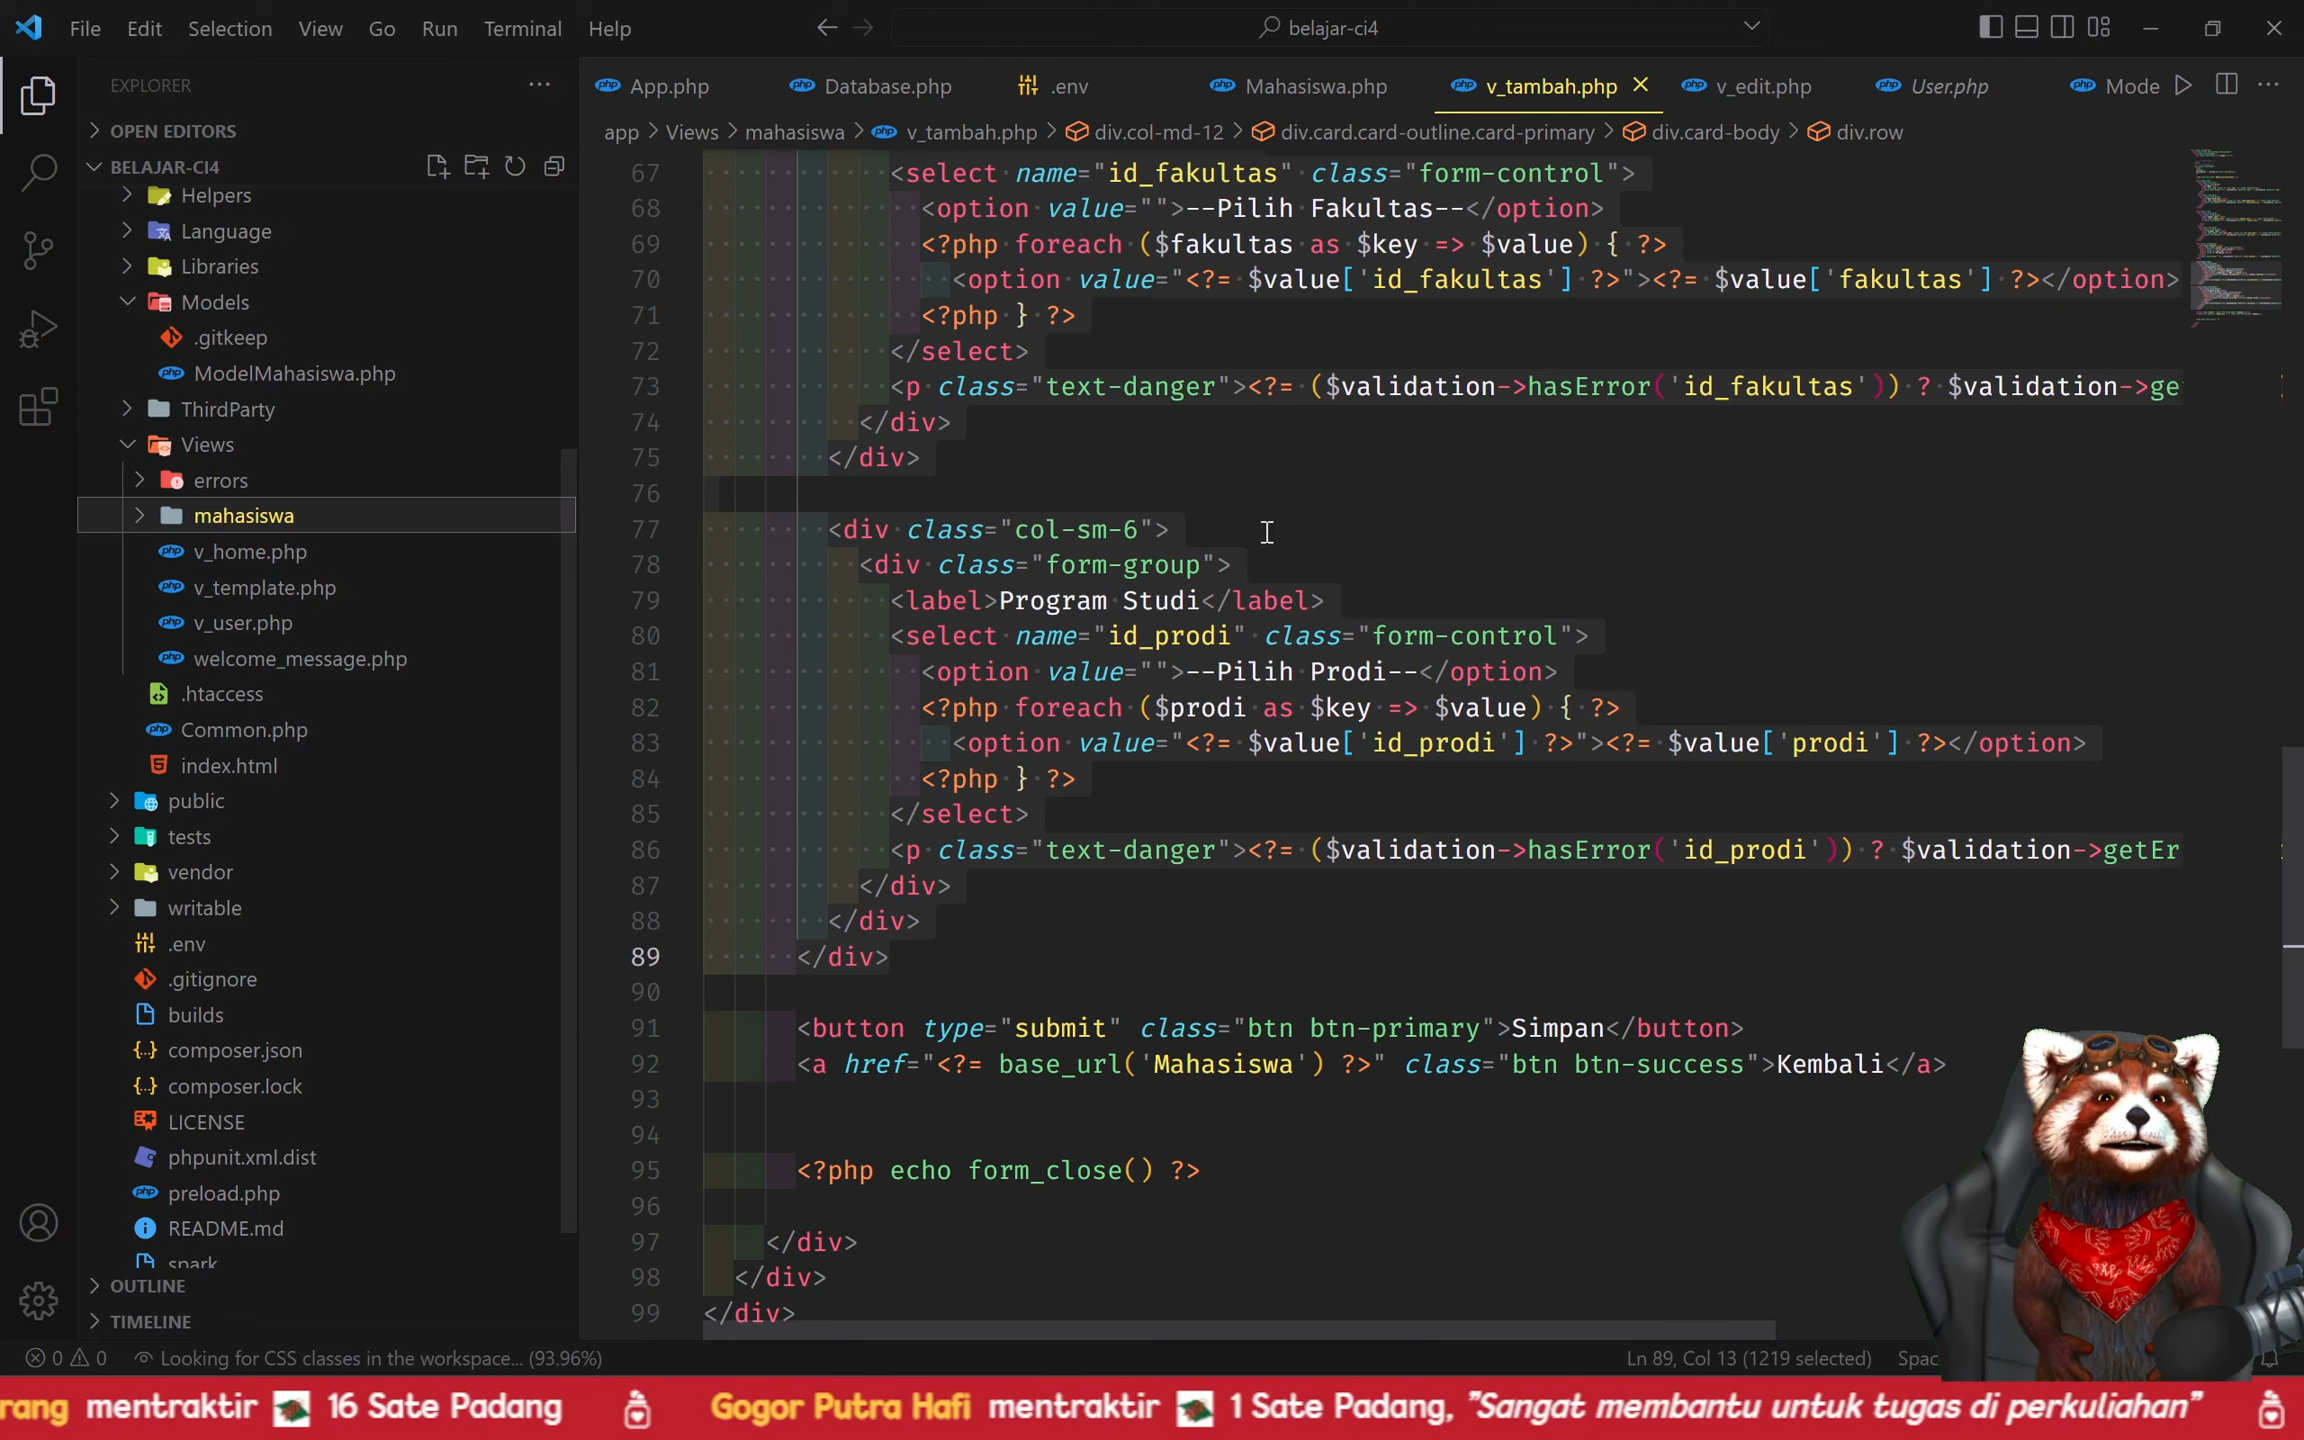 File Edit Selection View Go Run Terminal Help
belajar-ci4
EXPLORER
OPEN EDITORS
BELAJAR-CI4
Helpers
Language
Libraries
Models
.gitkeep
ModelMahasiswa.php
ThirdParty
Views
errors
mahasiswa
v_home.php
v_template.php
v_user.php
welcome_message.php
.htaccess
Common.php
index.html
public
tests
vendor
writable
.env
.gitignore
builds
composer.json
composer.lock
LICENSE
phpunit.xml.dist
preload.php
README.md
spark
OUTLINE
TIMELINE
App.php Database.php .env Mahasiswa.php v_tambah.php v_edit.php User.php Mode
app > Views > mahasiswa > v_tambah.php > div.col-md-12 > div.card.card-outline.card-primary > div.card-body > div.row
67 <select name="id_fakultas" class="form-control">
68 <option value="">--Pilih Fakultas--</option>
69 <?php foreach ($fakultas as $key => $value) { ?>
70 <option value="<?= $value['id_fakultas'] ?>"><?= $value['fakultas'] ?></option>
71 <?php } ?>
72 </select>
73 <p class="text-danger"><?= ($validation->hasError('id_fakultas')) ? $validation->ge
74 </div>
75 </div>
76
77 <div class="col-sm-6">
78 <div class="form-group">
79 <label>Program Studi</label>
80 <select name="id_prodi" class="form-control">
81 <option value="">--Pilih Prodi--</option>
82 <?php foreach ($prodi as $key => $value) { ?>
83 <option value="<?= $value['id_prodi'] ?>"><?= $value['prodi'] ?></option>
84 <?php } ?>
85 </select>
86 <p class="text-danger"><?= ($validation->hasError('id_prodi')) ? $validation->getEr
87 </div>
88 </div>
89 </div>
90
91 <button type="submit" class="btn btn-primary">Simpan</button>
92 <a href="<?= base_url('Mahasiswa') ?>" class="btn btn-success">Kembali</a>
93
94
95 <?php echo form_close() ?>
96
97 </div>
98 </div>
99 </div>
0 0 Looking for CSS classes in the workspace... (93.96%)
Ln 89, Col 13 (1219 selected) Spac
rang mentraktir 16 Sate Padang Gogor Putra Hafi mentraktir 1 Sate Padang, "Sangat membantu untuk tugas di perkuliahan"